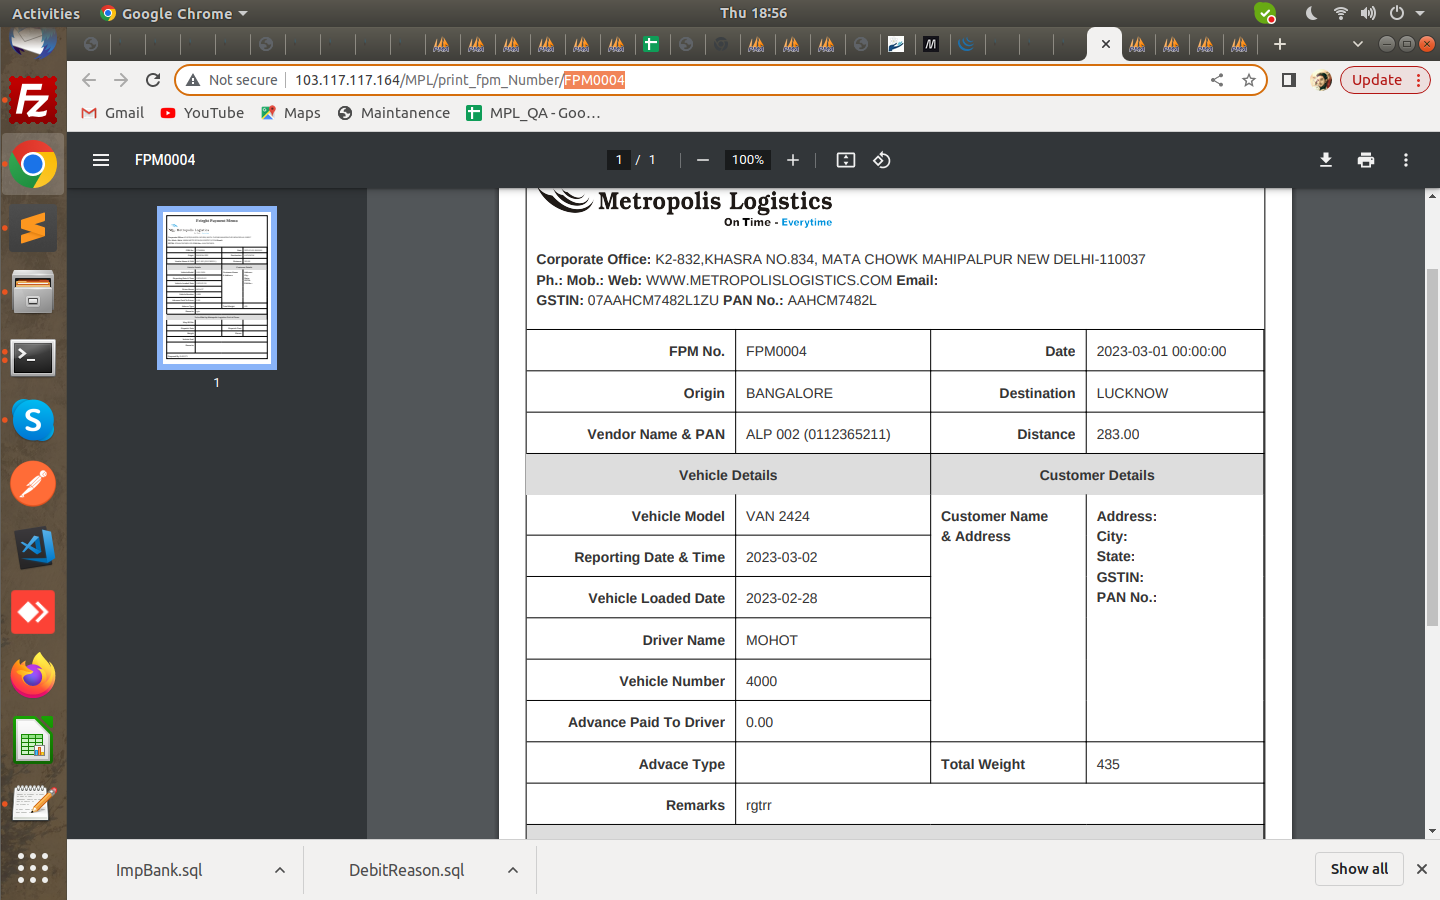 Activities Google Chrome Thu 18:56
Not secure 103.117.117.164/MPL/print_fpm_Number/FPM0004 Update
Gmail YouTube Maps Maintanence MPL_QA - Goo...
FPM0004 1 / 1 100%
Metropolis Logistics
On Time - Everytime
Corporate Office: K2-832,KHASRA NO.834, MATA CHOWK MAHIPALPUR NEW DELHI-110037
Ph.: Mob.: Web: WWW.METROPOLISLOGISTICS.COM Email:
GSTIN: 07AAHCM7482L1ZU PAN No.: AAHCM7482L
FPM No. FPM0004 Date 2023-03-01 00:00:00
Origin BANGALORE Destination LUCKNOW
Vendor Name & PAN ALP 002 (0112365211) Distance 283.00
Vehicle Details Customer Details
Vehicle Model VAN 2424 Customer Name Address:
& Address City:
Reporting Date & Time 2023-03-02 State:
GSTIN:
Vehicle Loaded Date 2023-02-28 PAN No.:
Driver Name MOHOT
Vehicle Number 4000
Advance Paid To Driver 0.00
Advace Type Total Weight 435
Remarks rgtrr
1
ImpBank.sql DebitReason.sql Show all